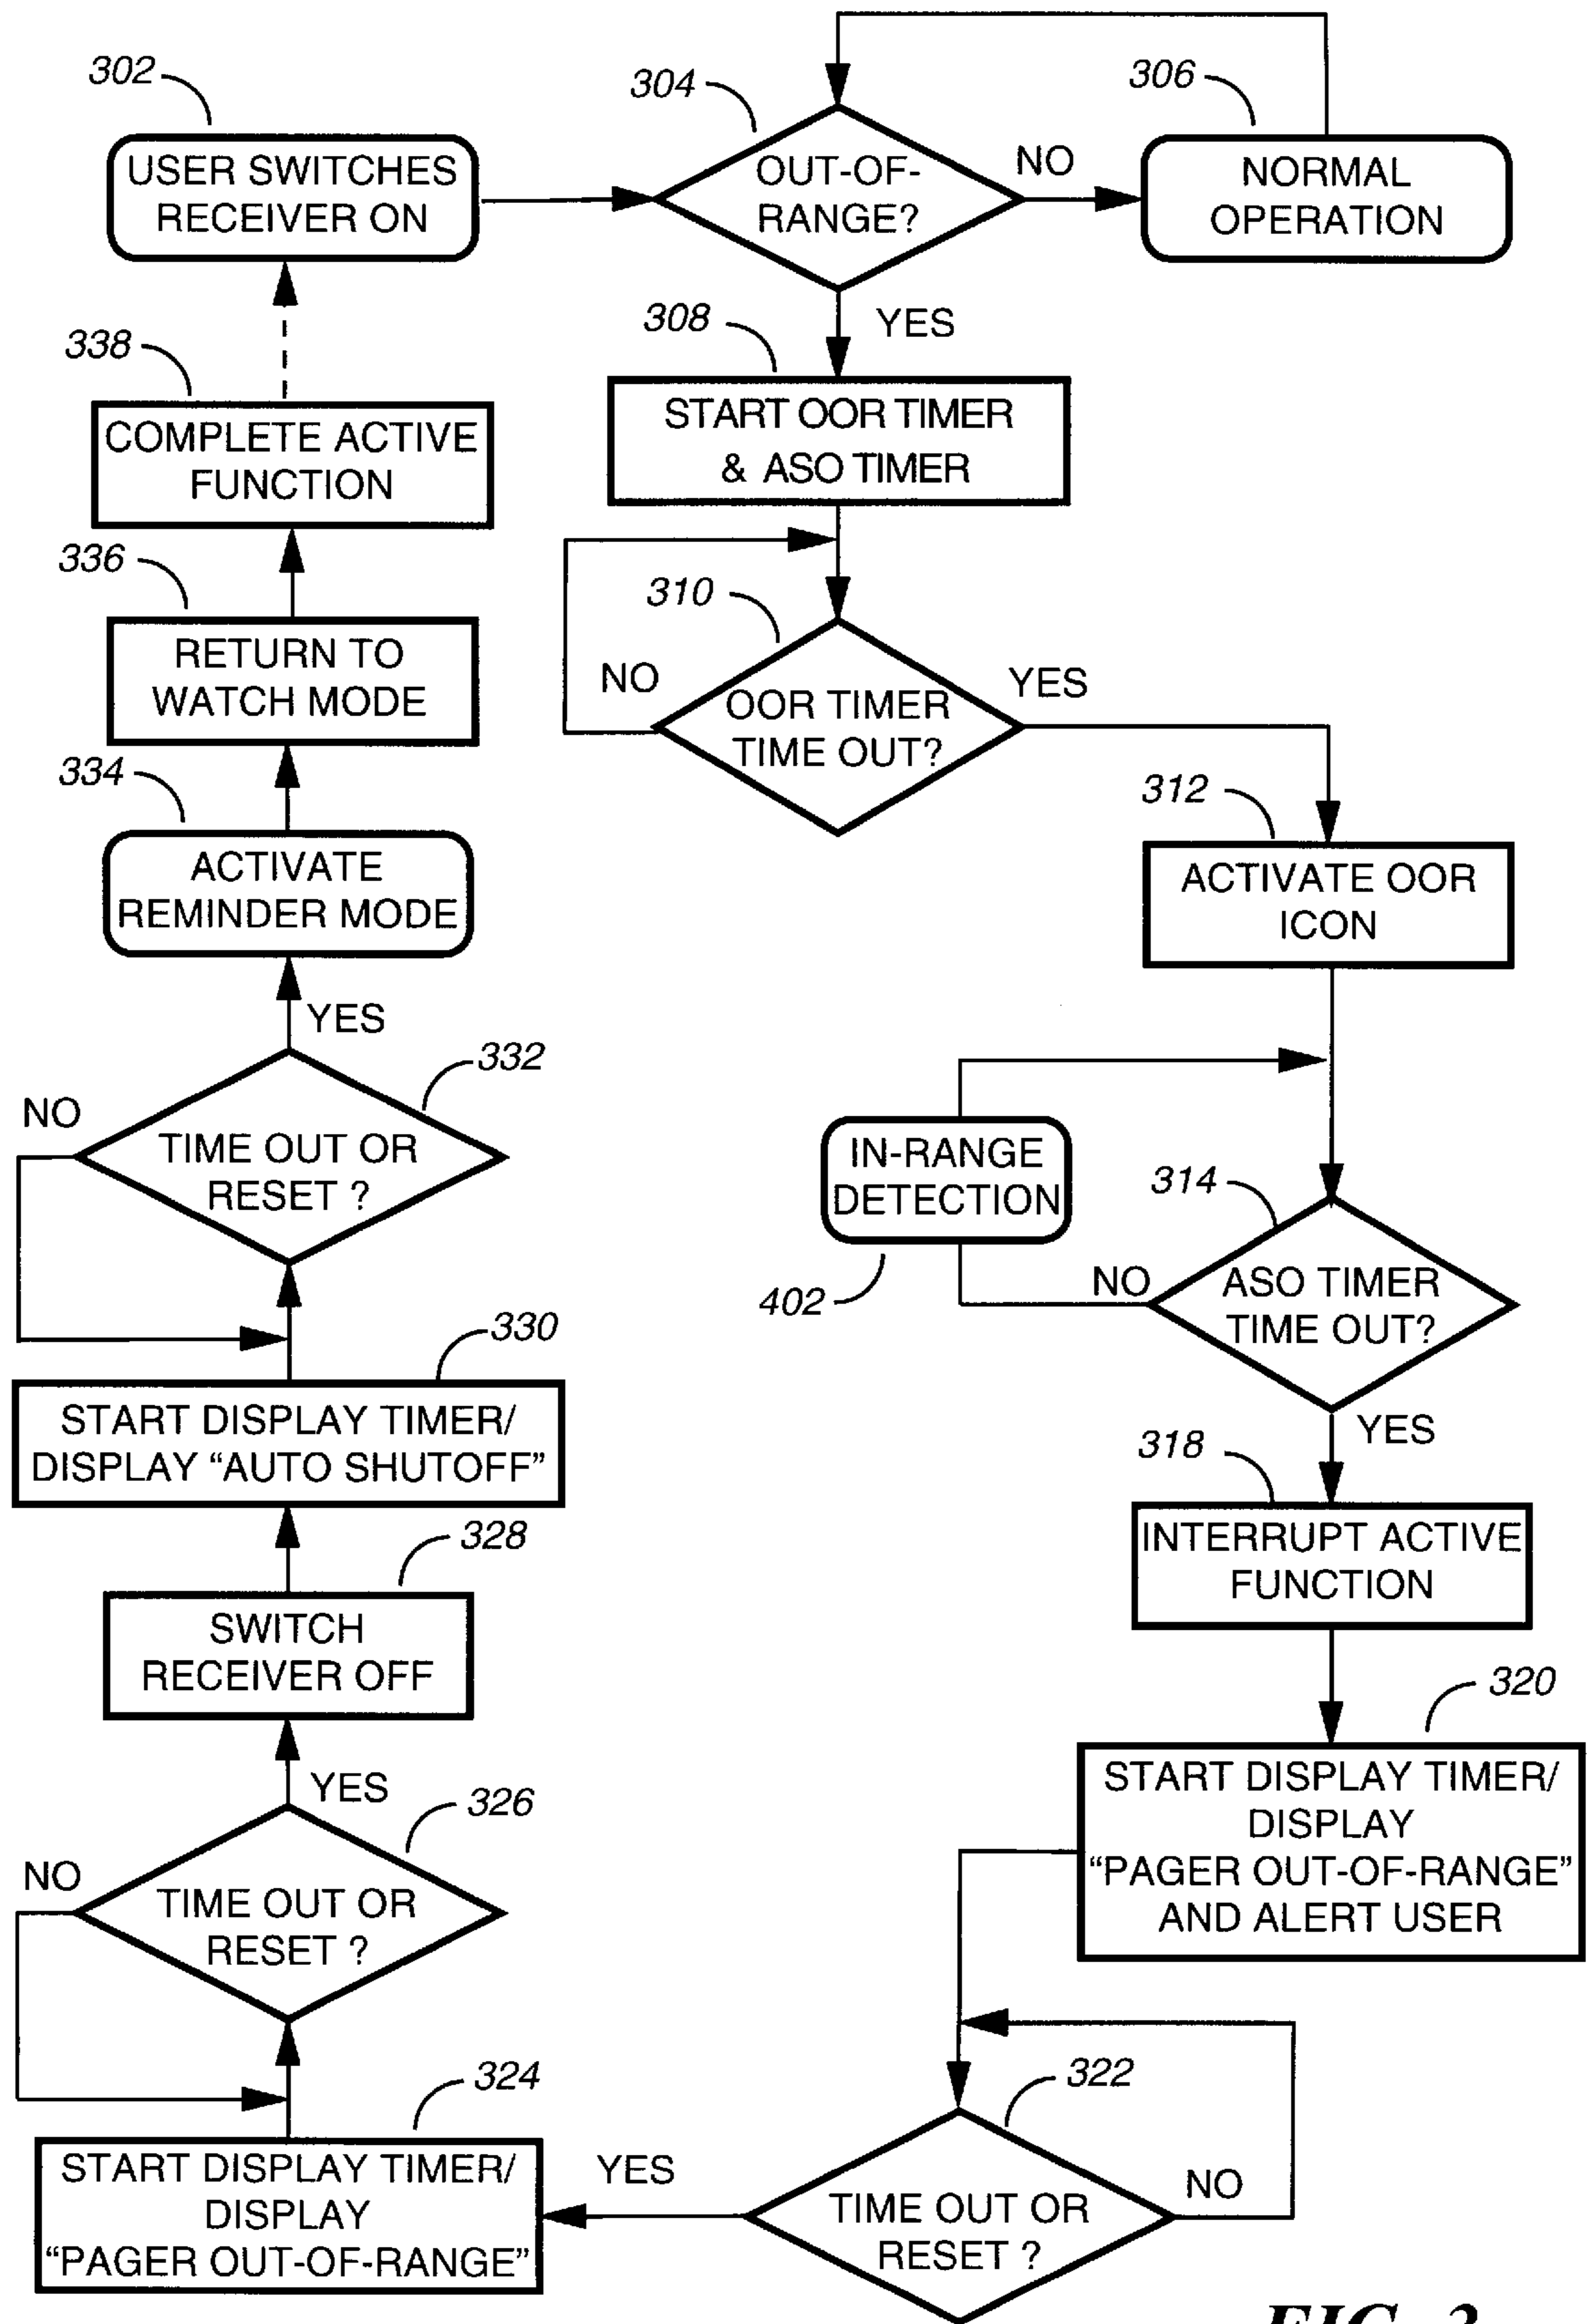 302
USER SWITCHES
RECEIVER ON
304
OUT-OF-
RANGE?
NO
306
NORMAL
OPERATION
YES
308
START OOR TIMER
& ASO TIMER
310
OOR TIMER
TIME OUT?
NO
YES
312
ACTIVATE OOR
ICON
IN-RANGE
DETECTION
402
314
ASO TIMER
TIME OUT?
NO
YES
318
INTERRUPT ACTIVE
FUNCTION
320
START DISPLAY TIMER/
DISPLAY
“PAGER OUT-OF-RANGE”
AND ALERT USER
322
TIME OUT OR
RESET ?
NO
YES
324
START DISPLAY TIMER/
DISPLAY
“PAGER OUT-OF-RANGE”
326
TIME OUT OR
RESET ?
NO
YES
328
SWITCH
RECEIVER OFF
330
START DISPLAY TIMER/
DISPLAY “AUTO SHUTOFF”
332
TIME OUT OR
RESET ?
NO
YES
334
ACTIVATE
REMINDER MODE
336
RETURN TO
WATCH MODE
338
COMPLETE ACTIVE
FUNCTION